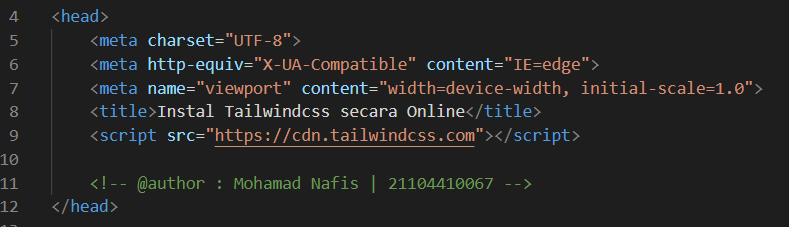 4 <head>
5 <meta charset="UTF-8">
6 <meta http-equiv="X-UA-Compatible" content="IE=edge">
7 <meta name="viewport" content="width=device-width, initial-scale=1.0">
8 <title>Instal Tailwindcss secara Online</title>
9 <script src="https://cdn.tailwindcss.com"></script>
10
11 <!-- @author : Mohamad Nafis | 21104410067 -->
12 </head>